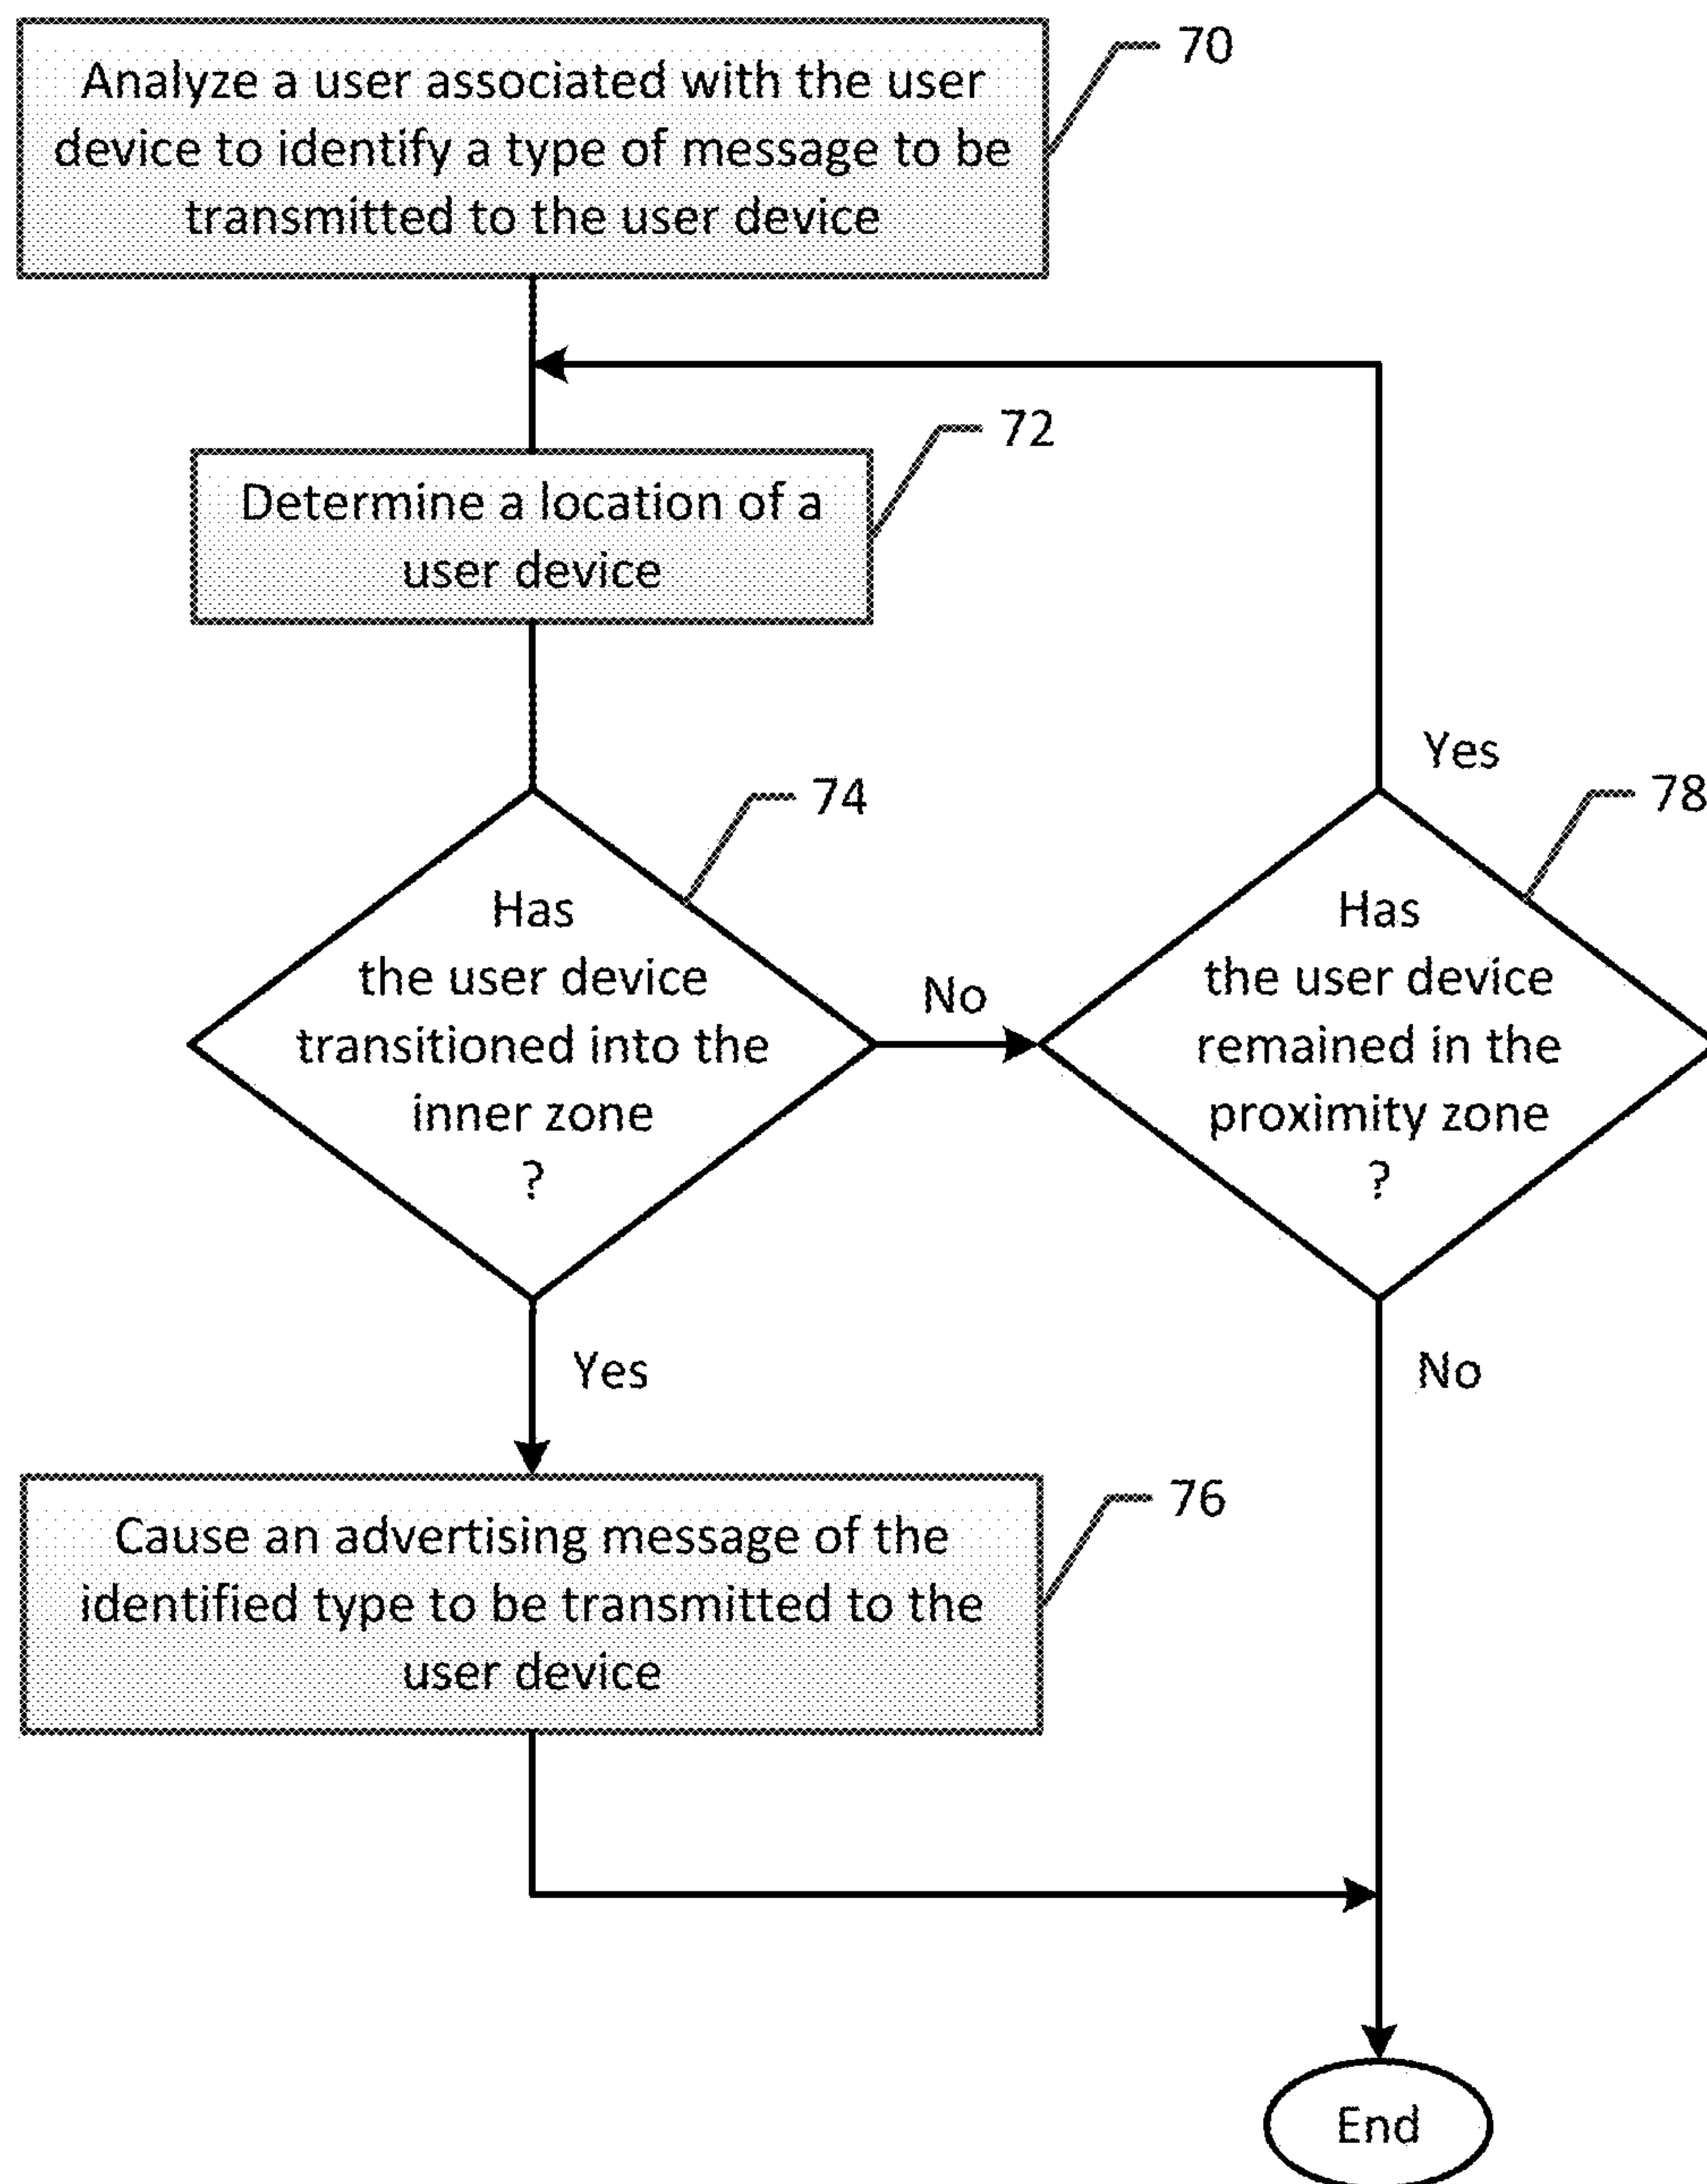 Analyze a user associated with the user
device to identify a type of message to be
transmitted to the user device
70
Determine a location of a
user device
72
Has
the user device
transitioned into the
inner zone
?
74
No
Has
the user device
remained in the
proximity zone
?
78
Yes
Yes
No
Cause an advertising message of the
identified type to be transmitted to the
user device
76
End